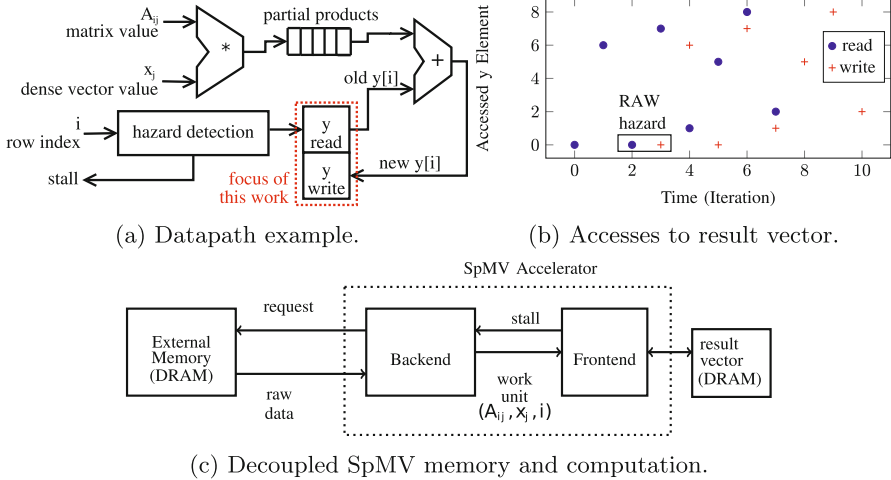 A_ij
matrix value
partial products
*
+
x_j
dense vector value
old y[i]
i
row index
hazard detection
y
read
y
write
new y[i]
stall
focus of
this work
(a) Datapath example.
Accessed y Element
8
6
4
2
0
read
write
RAW
hazard
0 2 4 6 8 10
Time (Iteration)
(b) Accesses to result vector.
SpMV Accelerator
External
Memory
(DRAM)
request
raw
data
Backend
stall
work
unit
(A_ij,x_j,i)
Frontend
result
vector
(DRAM)
(c) Decoupled SpMV memory and computation.